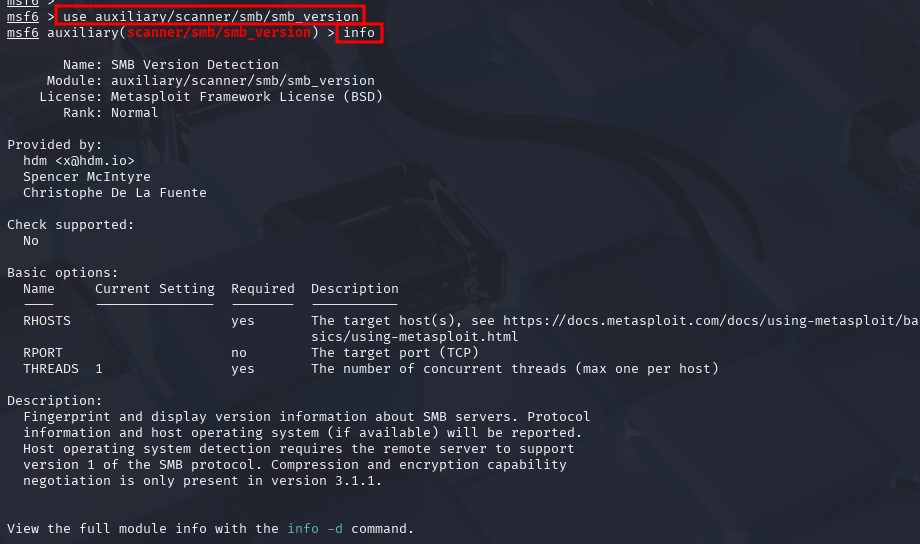 msf6 >
msf6 > use auxiliary/scanner/smb/smb_version
msf6 auxiliary(scanner/smb/smb_version) > info
Name: SMB Version Detection
Module: auxiliary/scanner/smb/smb_version
License: Metasploit Framework License (BSD)
Rank: Normal
Provided by:
hdm <x@hdm.io>
Spencer McIntyre
Christophe De La Fuente
Check supported:
No
Basic options:
Name Current Setting Required Description
---- --------------- -------- -----------
RHOSTS yes The target host(s), see https://docs.metasploit.com/docs/using-metasploit/ba
sics/using-metasploit.html
RPORT no The target port (TCP)
THREADS 1 yes The number of concurrent threads (max one per host)
Description:
Fingerprint and display version information about SMB servers. Protocol
information and host operating system (if available) will be reported.
Host operating system detection requires the remote server to support
version 1 of the SMB protocol. Compression and encryption capability
negotiation is only present in version 3.1.1.
View the full module info with the info -d command.